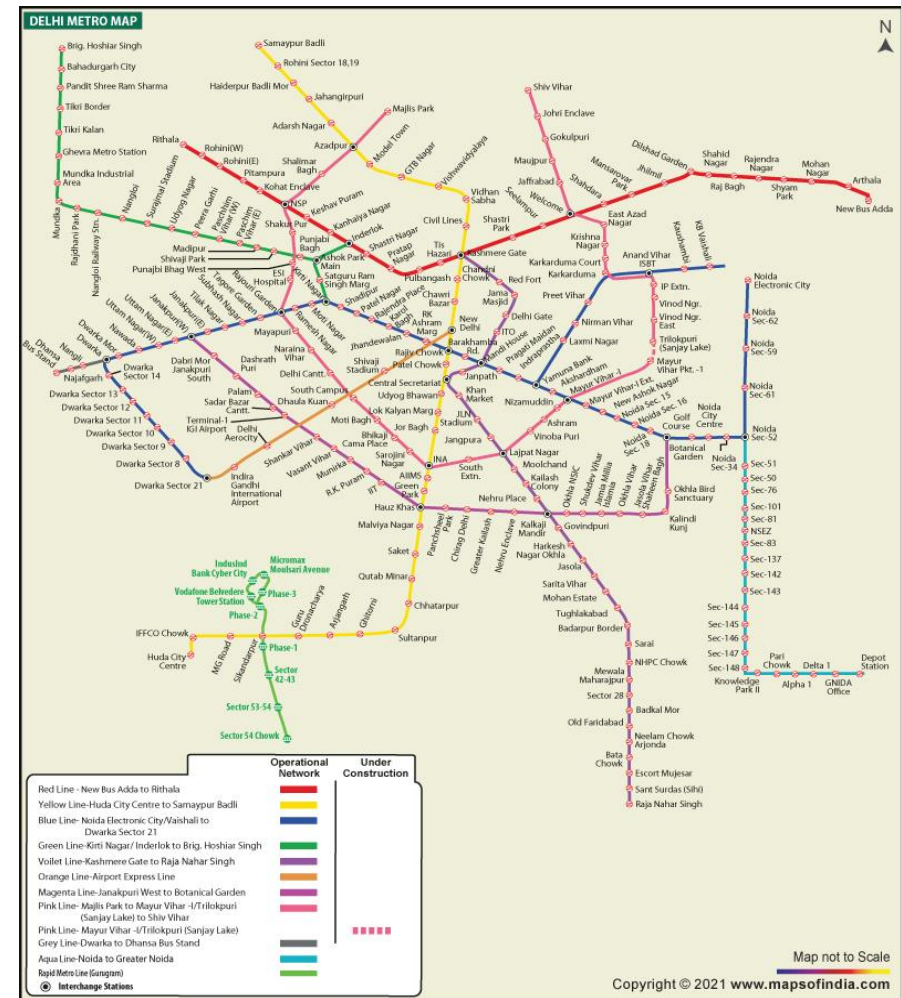 DELHI METRO MAP
N
Brig. Hoshiar Singh
Bahadurgarh City
Pandit Shree Ram Sharma
Tikri Border
Tikri Kalan
Ghevra Metro Station
Mundka Industrial
Area
Mundka
Rajdhani Park
Nangloi Railway Stn.
Nangloi
Surajmal Stadium
Udyog Nagar
Peera Garhi
Paschhim
Vihar (W)
Paschim
Vihar (E)
Madipur
Shivaji Park
Punajbi Bhag West
ESI
Hospital
Punjabi
Bagh
Ashok Park
Main
Inderlok
Satguru Ram
Singh Marg
Kirti Nagar
Samaypur Badli
Rohini Sector 18,19
Haiderpur Badli Mor
Jahangirpuri
Adarsh Nagar
Azadpur
Model Town
GTB Nagar
Vishwavidyalaya
Vidhan
Sabha
Civil Lines
Majlis Park
Shalimar
Bagh
NSP
Shakur Pur
Rithala
Rohini(W)
Rohini(E)
Pitampura
Kohat Enclave
Keshav Puram
Kanhaiya Nagar
Shastri Nagar
Pratap
Nagar
Pulbangash
Tis
Hazari
Kashmere Gate
Shastri
Park
Seelampur
Welcome
Shahdara
Mansarovar
Park
Jhilmil
Dilshad Garden
Shahid
Nagar
Raj Bagh
Rajendra
Nagar
Shyam
Park
Mohan
Nagar
Arthala
New Bus Adda
Shiv Vihar
Johri Enclave
Gokulpuri
Maujpur
Jaffrabad
East Azad
Nagar
Krishna
Nagar
Karkarduma Court
Karkarduma
Anand Vihar
ISBT
Kaushambi
KB Vaishali
IP Extn.
Vinod Ngr.
Vinod Ngr.
East
Trilokpuri
(Sanjay Lake)
Mayur
Vihar Pkt. -1
Preet Vihar
Nirman Vihar
Laxmi Nagar
Chandni
Chowk
Chawri
Bazar
New
Delhi
Rajiv Chowk
Patel Chowk
Central Secretariat
Udyog Bhawan
Lok Kalyan Marg
Jor Bagh
INA
AIIMS
Green
Park
Hauz Khas
Malviya Nagar
Saket
Qutab Minar
Chhatarpur
Sultanpur
Ghitorni
Arjangarh
Guru
Dronacharya
Sikandarpur
MG Road
IFFCO Chowk
Huda City
Centre
Red Fort
Jama
Masjid
Delhi Gate
ITO
Mandi House
Janpath
Khan
Market
JLN
Stadium
Jangpura
Lajpat Nagar
Moolchand
Kailash
Colony
Nehru Place
Kalkaji
Mandir
Govindpuri
Harkesh
Nagar Okhla
Jasola
Sarita Vihar
Mohan Estate
Tughlakabad
Badarpur Border
Sarai
NHPC Chowk
Mewala
Maharajpur
Sector 28
Badkal Mor
Old Faridabad
Neelam Chowk
Arjonda
Bata
Chowk
Escort Mujesar
Sant Surdas (Sihi)
Raja Nahar Singh
Dhansa
Bus Stand
Nangli
Najafgarh
Dwarka
Dwarka Mor
Nawada
Uttam Nagar(W)
Uttam Nagar(E)
Janakpuri(W)
Janakpuri(E)
Tilak Nagar
Subhash Nagar
Tagore Garden
Rajouri Garden
Ramesh Nagar
Moti Nagar
Shadipur
Patel Nagar
Rajendra Place
Karol
Bagh
Jhandewalan
RK
Ashram
Marg
Barakhamba
Rd.
Pragati Maidan
Indraprastha
Yamuna Bank
Akshardham
Mayur Vihar -I
Mayur Vihar-I Ext.
New Ashok Nagar
Noida Sec. 15
Noida Sec. 16
Noida
Sec. 18
Botanical
Garden
Golf
Course
Noida
City
Centre
Noida
Sec-34
Noida
Sec-52
Noida
Sec-61
Noida
Sec-59
Noida
Sec-62
Noida
Electronic City
Dwarka
Sector 14
Dwarka Sector 13
Dwarka Sector 12
Dwarka Sector 11
Dwarka Sector 10
Dwarka Sector 9
Dwarka Sector 8
Dwarka Sector 21
Indira
Gandhi
International
Airport
Delhi
Aerocity
Dhaula Kuan
Shivaji
Stadium
Mayapuri
Naraina
Vihar
Delhi Cantt.
South Campus
Moti Bagh
Bhikaji
Cama Place
Sarojini
Nagar
South
Extn.
Vinoba Puri
Ashram
Nizamuddin
Dabri Mor
Janakpuri
South
Dashrath
Puri
Palam
Sadar Bazar
Cantt.
Terminal-1
IGI Airport
Shankar Vihar
Vasant Vihar
Munirka
R.K. Puram
IIT
Panchsheel
Park
Chirag Delhi
Greater Kailash
Nehru Enclave
Okhla NSIC
Shukdev Vihar
Jamia Millia
Islamia
Okhla Vihar
Jasola Vihar
Shaheen Bagh
Kalindi
Kunj
Okhla Bird
Sanctuary
Sec-51
Sec-50
Sec-76
Sec-101
Sec-81
NSEZ
Sec-83
Sec-137
Sec-142
Sec-143
Sec-144
Sec-145
Sec-146
Sec-147
Sec-148
Knowledge
Park II
Pari
Chowk
Alpha 1
Delta 1
GNIDA
Office
Depot
Station
IndusInd
Bank Cyber City
Micromax
Moulsari Avenue
Vodafone Belvedere
Tower Station
Phase-3
Phase-2
Phase-1
Sector
42-43
Sector 53-54
Sector 54 Chowk
Operational
Network
Under
Construction
Red Line - New Bus Adda to Rithala
Yellow Line-Huda City Centre to Samaypur Badli
Blue Line- Noida Electronic City/Vaishali to
Dwarka Sector 21
Green Line-Kirti Nagar/ Inderlok to Brig. Hoshiar Singh
Voilet Line-Kashmere Gate to Raja Nahar Singh
Orange Line-Airport Express Line
Magenta Line-Janakpuri West to Botanical Garden
Pink Line- Majlis Park to Mayur Vihar -I/Trilokpuri
(Sanjay Lake) to Shiv Vihar
Pink Line- Mayur Vihar -I/Trilokpuri (Sanjay Lake)
Grey Line-Dwarka to Dhansa Bus Stand
Aqua Line-Noida to Greater Noida
Rapid Metro Line (Gurugram)
Interchange Stations
Map not to Scale
Copyright © 2021 www.mapsofindia.com